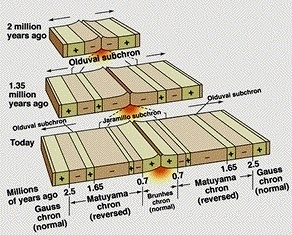 2 million
years ago
+ - - +
Olduval subchron
1.35
million
years ago
+ - + - - + - +
Olduval subchron
Jaramillo subchron
Olduval subchron
Today
+ - + - + - + + - + - + - +
Millions
of years ago
2.5
1.65
0.7
0.7
1.65
2.5
Gauss
chron
(normal)
Matuyama
chron
(reversed)
Brunhes
chron
(normal)
Matuyama
chron
(reversed)
Gauss
chron
(normal)